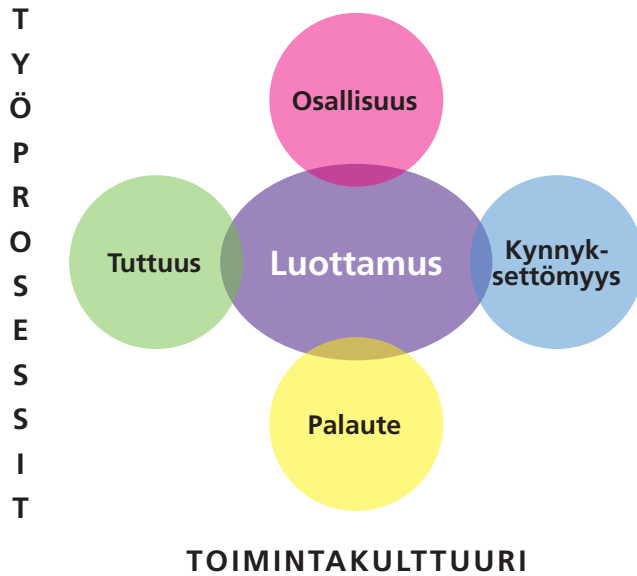 TYÖPROSESSIT
Osallisuus
Tuttuus
Luottamus
Kynnyk-
settömyys
Palaute
TOIMINTAKULTTUURI